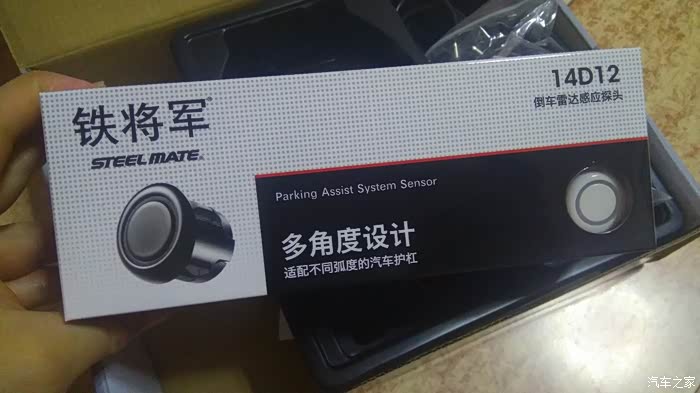 铁将军®
STEEL MATE®
14D12
倒车雷达感应探头
Parking Assist System Sensor
多角度设计
适配不同弧度的汽车护杠
汽车之家